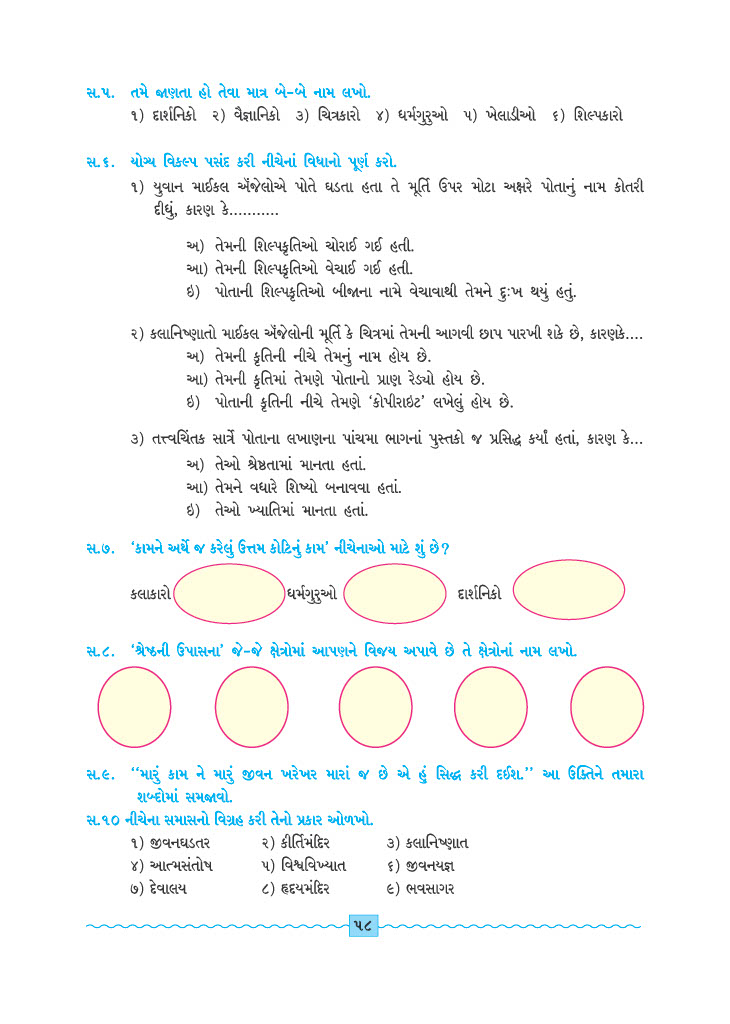 સ.૫. તમે જાણતા હો તેવા માત્ર બે-બે નામ લખો.
૧) દાર્શનિકો ૨) વૈજ્ઞાનિકો ૩) ચિત્રકારો ૪) ધર્મગુરુઓ ૫) ખેલાડીઓ ૬) શિલ્પકારો
સ.૬. યોગ્ય વિકલ્પ પસંદ કરી નીચેનાં વિધાનો પૂર્ણ કરો.
૧) યુવાન માઈકલ ઍંજેલોએ પોતે ઘડતા હતા તે મૂર્તિ ઉપર મોટા અક્ષરે પોતાનું નામ કોતરી
દીધું, કારણ કે...........
અ) તેમની શિલ્પકૃતિઓ ચોરાઈ ગઈ હતી.
આ) તેમની શિલ્પકૃતિઓ વેચાઈ ગઈ હતી.
ઇ) પોતાની શિલ્પકૃતિઓ બીજાના નામે વેચાવાથી તેમને દુઃખ થયું હતું.
૨) કલાનિષ્ણાતો માઈકલ ઍંજેલોની મૂર્તિ કે ચિત્રમાં તેમની આગવી છાપ પારખી શકે છે, કારણકે....
અ) તેમની કૃતિની નીચે તેમનું નામ હોય છે.
આ) તેમની કૃતિમાં તેમણે પોતાનો પ્રાણ રેડ્યો હોય છે.
ઇ) પોતાની કૃતિની નીચે તેમણે ‘કોપીરાઇટ’ લખેલું હોય છે.
૩) તત્ત્વચિંતક સાર્ત્રે પોતાના લખાણના પાંચમા ભાગનાં પુસ્તકો જ પ્રસિદ્ધ કર્યાં હતાં, કારણ કે...
અ) તેઓ શ્રેષ્ઠતામાં માનતા હતાં.
આ) તેમને વધારે શિષ્યો બનાવવા હતાં.
ઇ) તેઓ ખ્યાતિમાં માનતા હતાં.
સ.૭. ‘કામને અર્થે જ કરેલું ઉત્તમ કોટિનું કામ’ નીચેનાઓ માટે શું છે?
કલાકારો ધર્મગુરુઓ દાર્શનિકો
સ.૮. ‘શ્રેષ્ઠની ઉપાસના’ જે-જે ક્ષેત્રોમાં આપણને વિજય અપાવે છે તે ક્ષેત્રોનાં નામ લખો.
સ.૯. ‘‘મારું કામ ને મારું જીવન ખરેખર મારાં જ છે એ હું સિદ્ધ કરી દઈશ.’’ આ ઉક્તિને તમારા
શબ્દોમાં સમજાવો.
સ.૧૦ નીચેના સમાસનો વિગ્રહ કરી તેનો પ્રકાર ઓળખો.
૧) જીવનઘડતર ૨) કીર્તિમંદિર ૩) કલાનિષ્ણાત
૪) આત્મસંતોષ ૫) વિશ્વવિખ્યાત ૬) જીવનયજ્ઞ
૭) દેવાલય ૮) હૃદયમંદિર ૯) ભવસાગર
૫૮